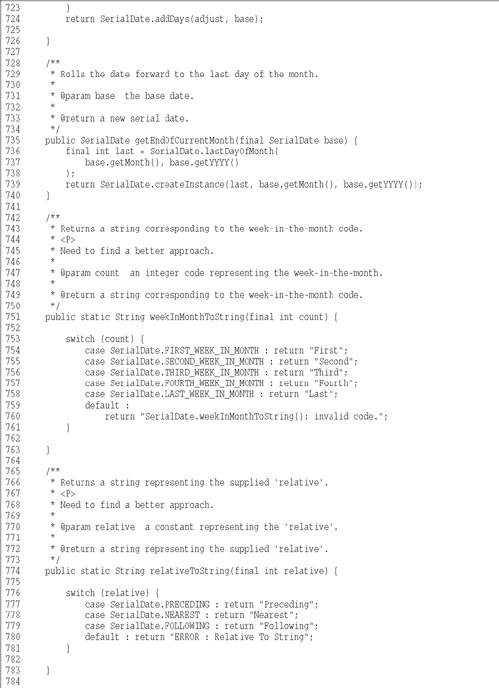 723         }
724         return SerialDate.addDays(adjust, base);
725
726     }
727
728     /**
729      * Rolls the date forward to the last day of the month.
730      *
731      * @param base  the base date.
732      *
733      * @return a new serial date.
734      */
735     public SerialDate getEndOfCurrentMonth(final SerialDate base) {
736         final int last = SerialDate.lastDayOfMonth(
737             base.getMonth(), base.getYYYY()
738         );
739         return SerialDate.createInstance(last, base.getMonth(), base.getYYYY());
740     }
741
742     /**
743      * Returns a string corresponding to the week-in-the-month code.
744      * <P>
745      * Need to find a better approach.
746      *
747      * @param count  an integer code representing the week-in-the-month.
748      *
749      * @return a string corresponding to the week-in-the-month code.
750      */
751     public static String weekInMonthToString(final int count) {
752
753         switch (count) {
754             case SerialDate.FIRST_WEEK_IN_MONTH : return "First";
755             case SerialDate.SECOND_WEEK_IN_MONTH : return "Second";
756             case SerialDate.THIRD_WEEK_IN_MONTH : return "Third";
757             case SerialDate.FOURTH_WEEK_IN_MONTH : return "Fourth";
758             case SerialDate.LAST_WEEK_IN_MONTH : return "Last";
759             default :
760                 return "SerialDate.weekInMonthToString(): invalid code.";
761         }
762
763     }
764
765     /**
766      * Returns a string representing the supplied 'relative'.
767      * <P>
768      * Need to find a better approach.
769      *
770      * @param relative  a constant representing the 'relative'.
771      *
772      * @return a string representing the supplied 'relative'.
773      */
774     public static String relativeToString(final int relative) {
775
776         switch (relative) {
777             case SerialDate.PRECEDING : return "Preceding";
778             case SerialDate.NEAREST : return "Nearest";
779             case SerialDate.FOLLOWING : return "Following";
780             default : return "ERROR : Relative To String";
781         }
782
783     }
784